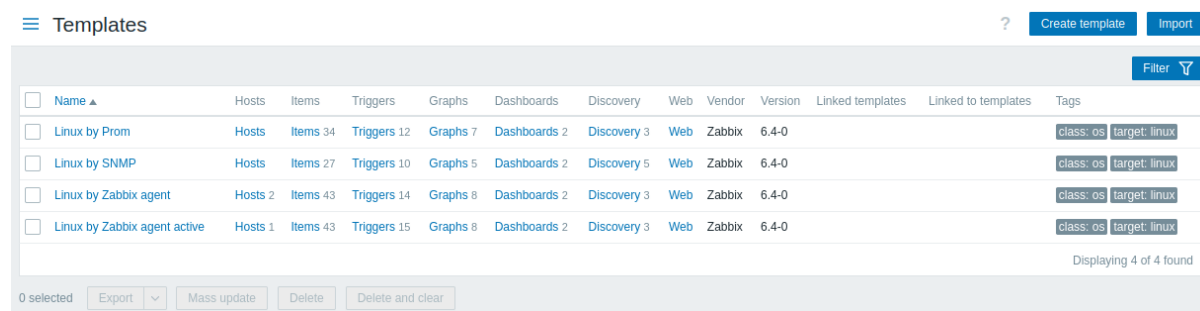 Templates ? Create template Import
Filter
Name Hosts Items Triggers Graphs Dashboards Discovery Web Vendor Version Linked templates Linked to templates Tags
Linux by Prom Hosts Items 34 Triggers 12 Graphs 7 Dashboards 2 Discovery 3 Web Zabbix 6.4-0 class: os target: linux
Linux by SNMP Hosts Items 27 Triggers 10 Graphs 5 Dashboards 2 Discovery 5 Web Zabbix 6.4-0 class: os target: linux
Linux by Zabbix agent Hosts 2 Items 43 Triggers 14 Graphs 8 Dashboards 2 Discovery 3 Web Zabbix 6.4-0 class: os target: linux
Linux by Zabbix agent active Hosts 1 Items 43 Triggers 15 Graphs 8 Dashboards 2 Discovery 3 Web Zabbix 6.4-0 class: os target: linux
Displaying 4 of 4 found
0 selected Export Mass update Delete Delete and clear